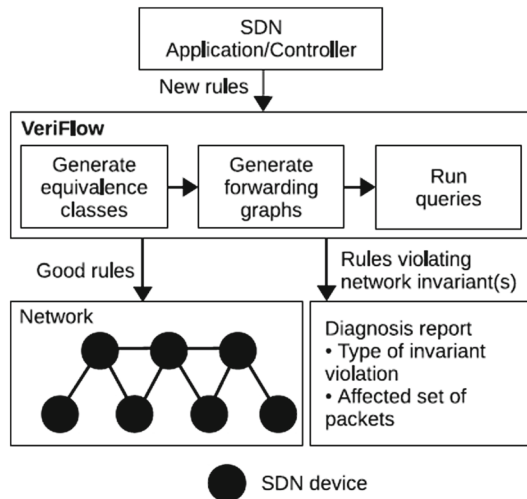 SDN
Application/Controller
New rules
VeriFlow
Generate
equivalence
classes
Generate
forwarding
graphs
Run
queries
Good rules
Rules violating
network invariant(s)
Network
Diagnosis report
• Type of invariant
violation
• Affected set of
packets
SDN device